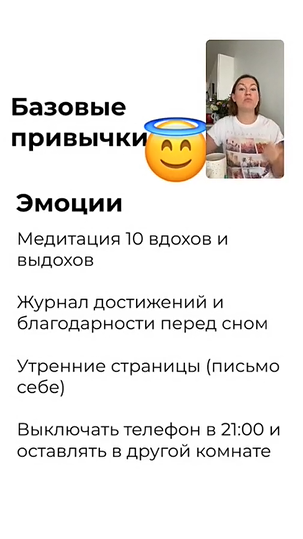 Базовые
привычки
Эмоции
Медитация 10 вдохов и
выдохов
Журнал достижений и
благодарности перед сном
Утренние страницы (письмо
себе)
Выключать телефон в 21:00 и
оставлять в другой комнате